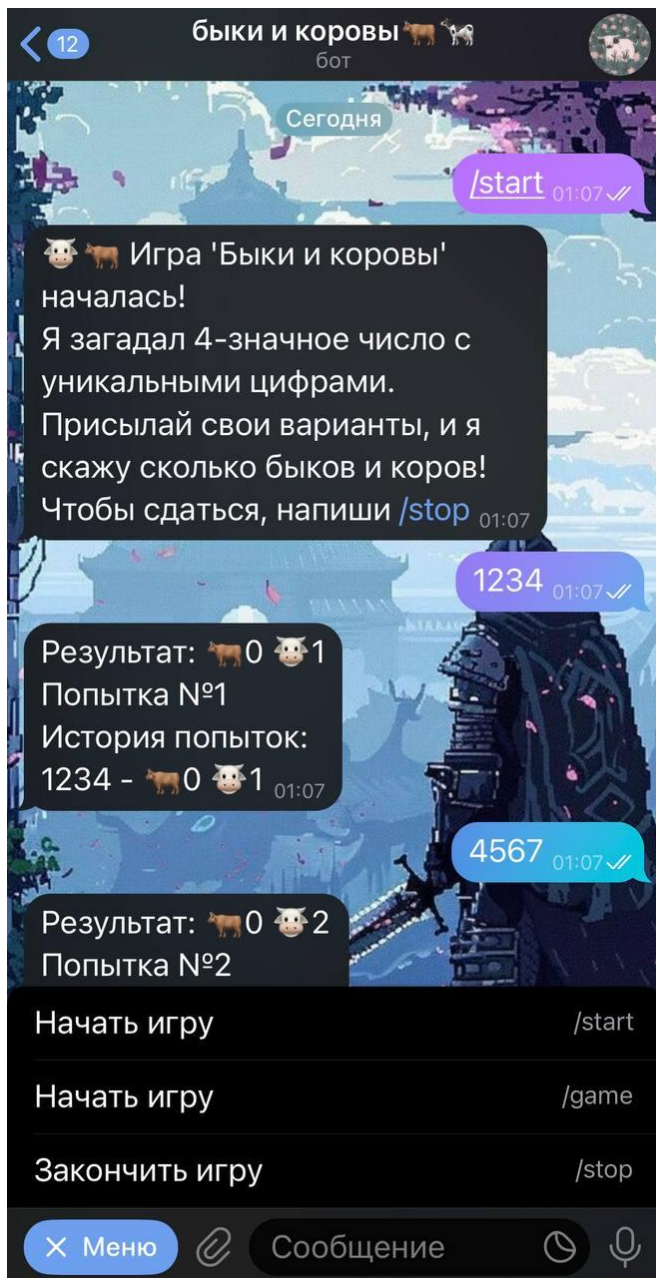 12
быки и коровы🐂🐄
бот
Сегодня
/start 01:07
🐮🐂 Игра 'Быки и коровы'
началась!
Я загадал 4-значное число с
уникальными цифрами.
Присылай свои варианты, и я
скажу сколько быков и коров!
Чтобы сдаться, напиши /stop 01:07
1234 01:07
Результат: 🐂0 🐮1
Попытка №1
История попыток:
1234 - 🐂0 🐮1 01:07
4567 01:07
Результат: 🐂0 🐮2
Попытка №2
Начать игру /start
Начать игру /game
Закончить игру /stop
Меню Сообщение